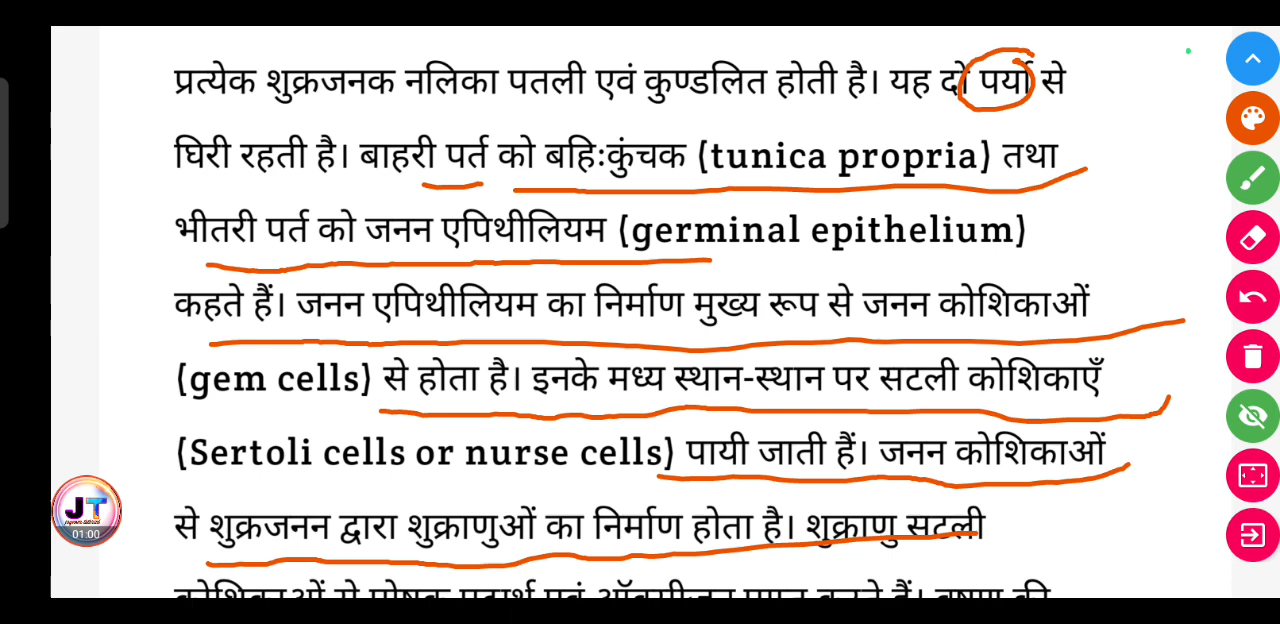 प्रत्येक शुक्रजनक नलिका पतली एवं कुण्डलित होती है। यह दो पर्यो से
घिरी रहती है। बाहरी पर्त को बहिःकुंचक (tunica propria) तथा
भीतरी पर्त को जनन एपिथीलियम (germinal epithelium)
कहते हैं। जनन एपिथीलियम का निर्माण मुख्य रूप से जनन कोशिकाओं
(gem cells) से होता है। इनके मध्य स्थान-स्थान पर सटली कोशिकाएँ
(Sertoli cells or nurse cells) पायी जाती हैं। जनन कोशिकाओं
से शुक्रजनन द्वारा शुक्राणुओं का निर्माण होता है। शुक्राणु सटली
JT
01:00